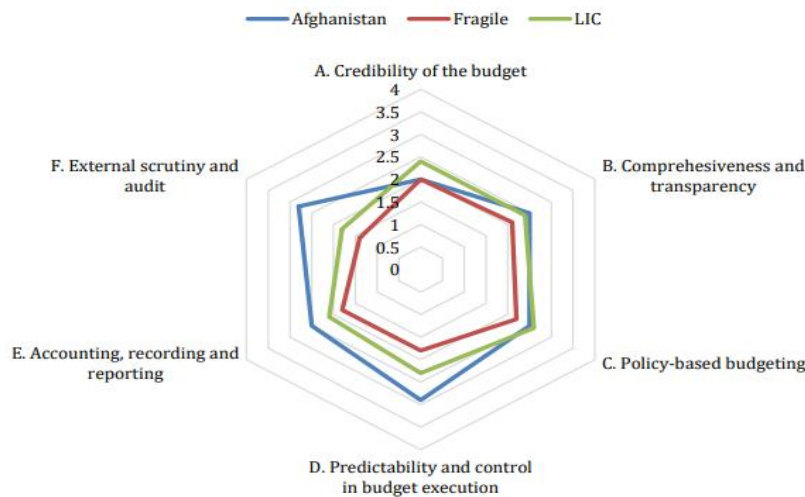 Afghanistan Fragile LIC
A. Credibility of the budget
4
3.5
3
2.5
2
1.5
1
0.5
0
B. Comprehesiveness and
transparency
C. Policy-based budgeting
D. Predictability and control
in budget execution
E. Accounting, recording and
reporting
F. External scrutiny and
audit